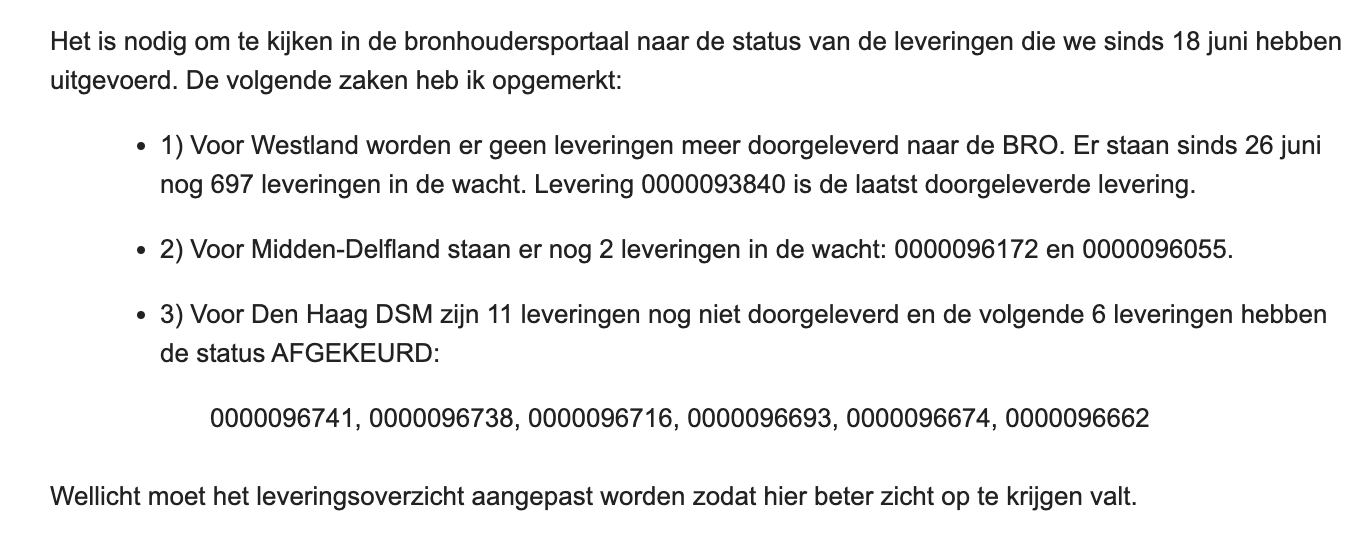 Het is nodig om te kijken in de bronhoudersportaal naar de status van de leveringen die we sinds 18 juni hebben
uitgevoerd. De volgende zaken heb ik opgemerkt:
• 1) Voor Westland worden er geen leveringen meer doorgeleverd naar de BRO. Er staan sinds 26 juni
nog 697 leveringen in de wacht. Levering 0000093840 is de laatst doorgeleverde levering.
• 2) Voor Midden-Delfland staan er nog 2 leveringen in de wacht: 0000096172 en 0000096055.
• 3) Voor Den Haag DSM zijn 11 leveringen nog niet doorgeleverd en de volgende 6 leveringen hebben
de status AFGEKEURD:
0000096741, 0000096738, 0000096716, 0000096693, 0000096674, 0000096662
Wellicht moet het leveringsoverzicht aangepast worden zodat hier beter zicht op te krijgen valt.